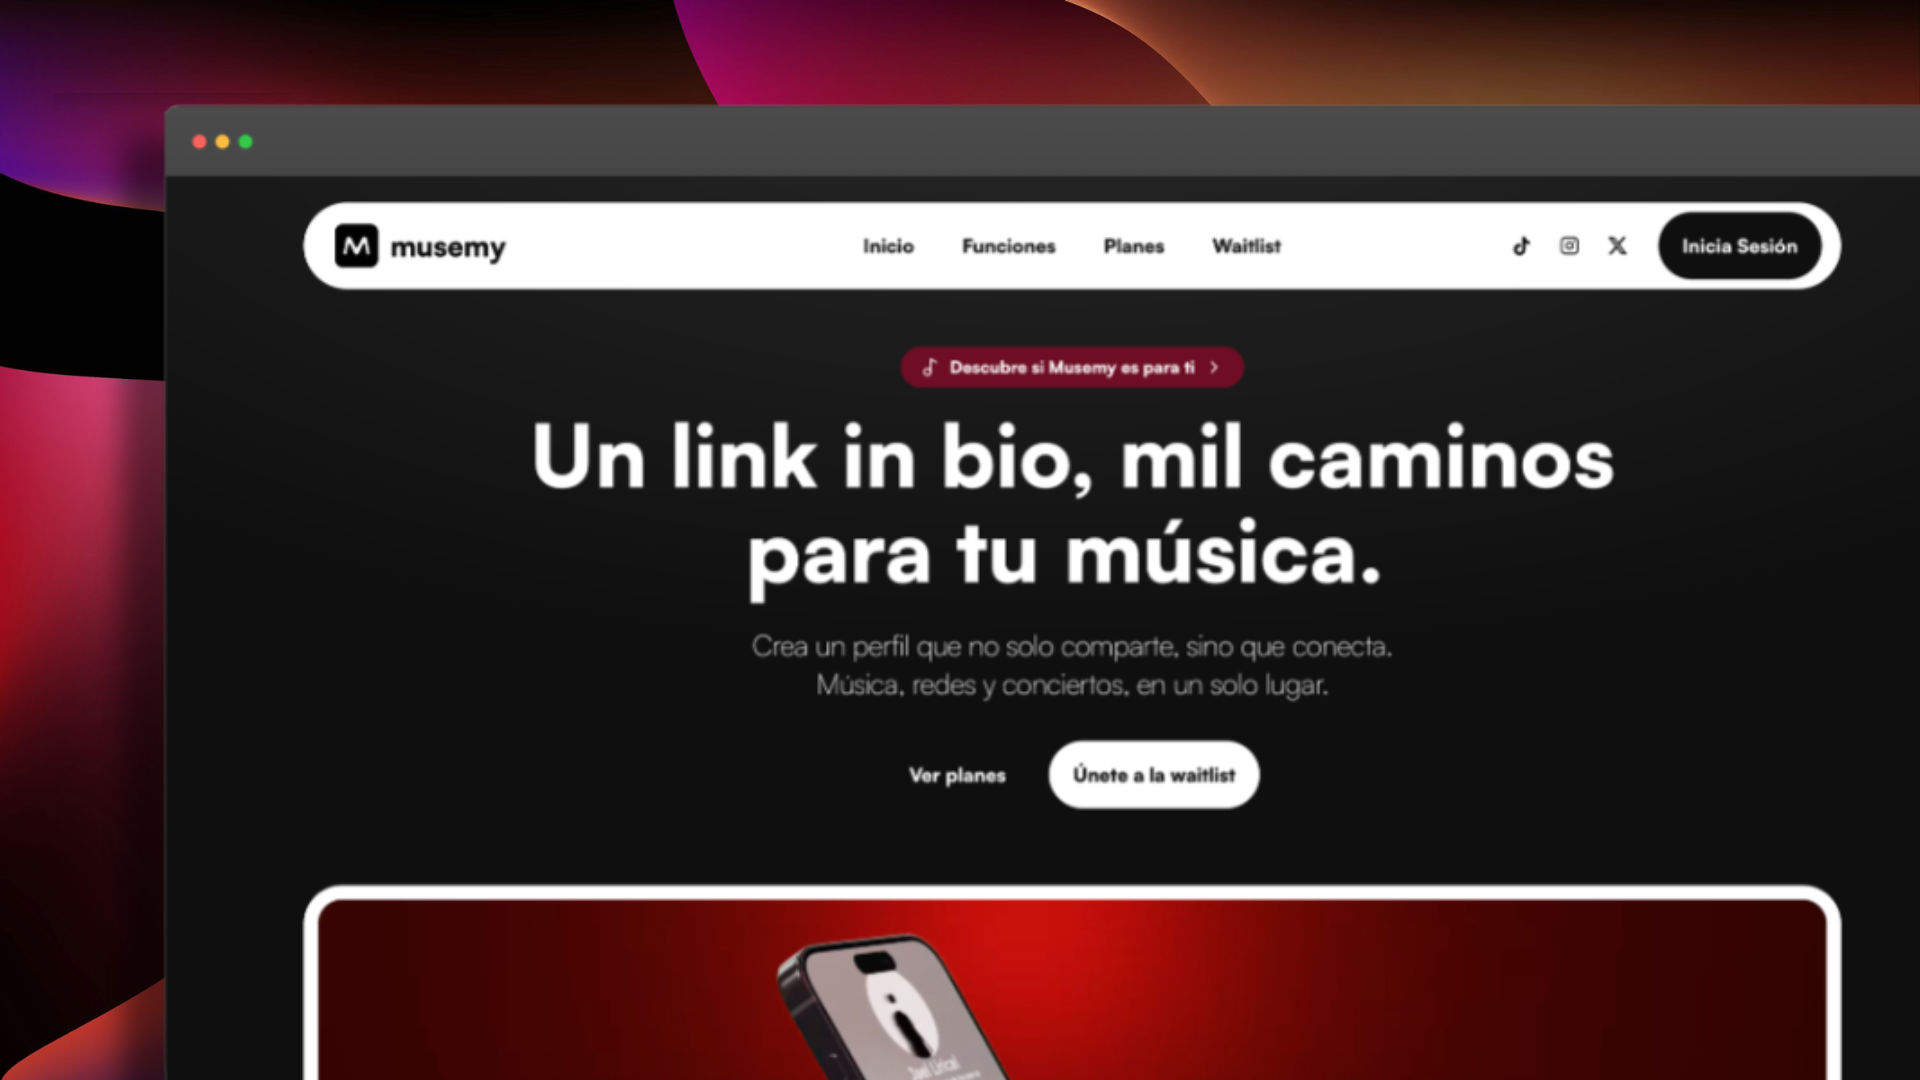 musemy
Inicio
Funciones
Planes
Waitlist
Inicia Sesión
Descubre si Musemy es para ti
Un link in bio, mil caminos
para tu música.
Crea un perfil que no solo comparte, sino que conecta.
Música, redes y conciertos, en un solo lugar.
Ver planes
Únete a la waitlist